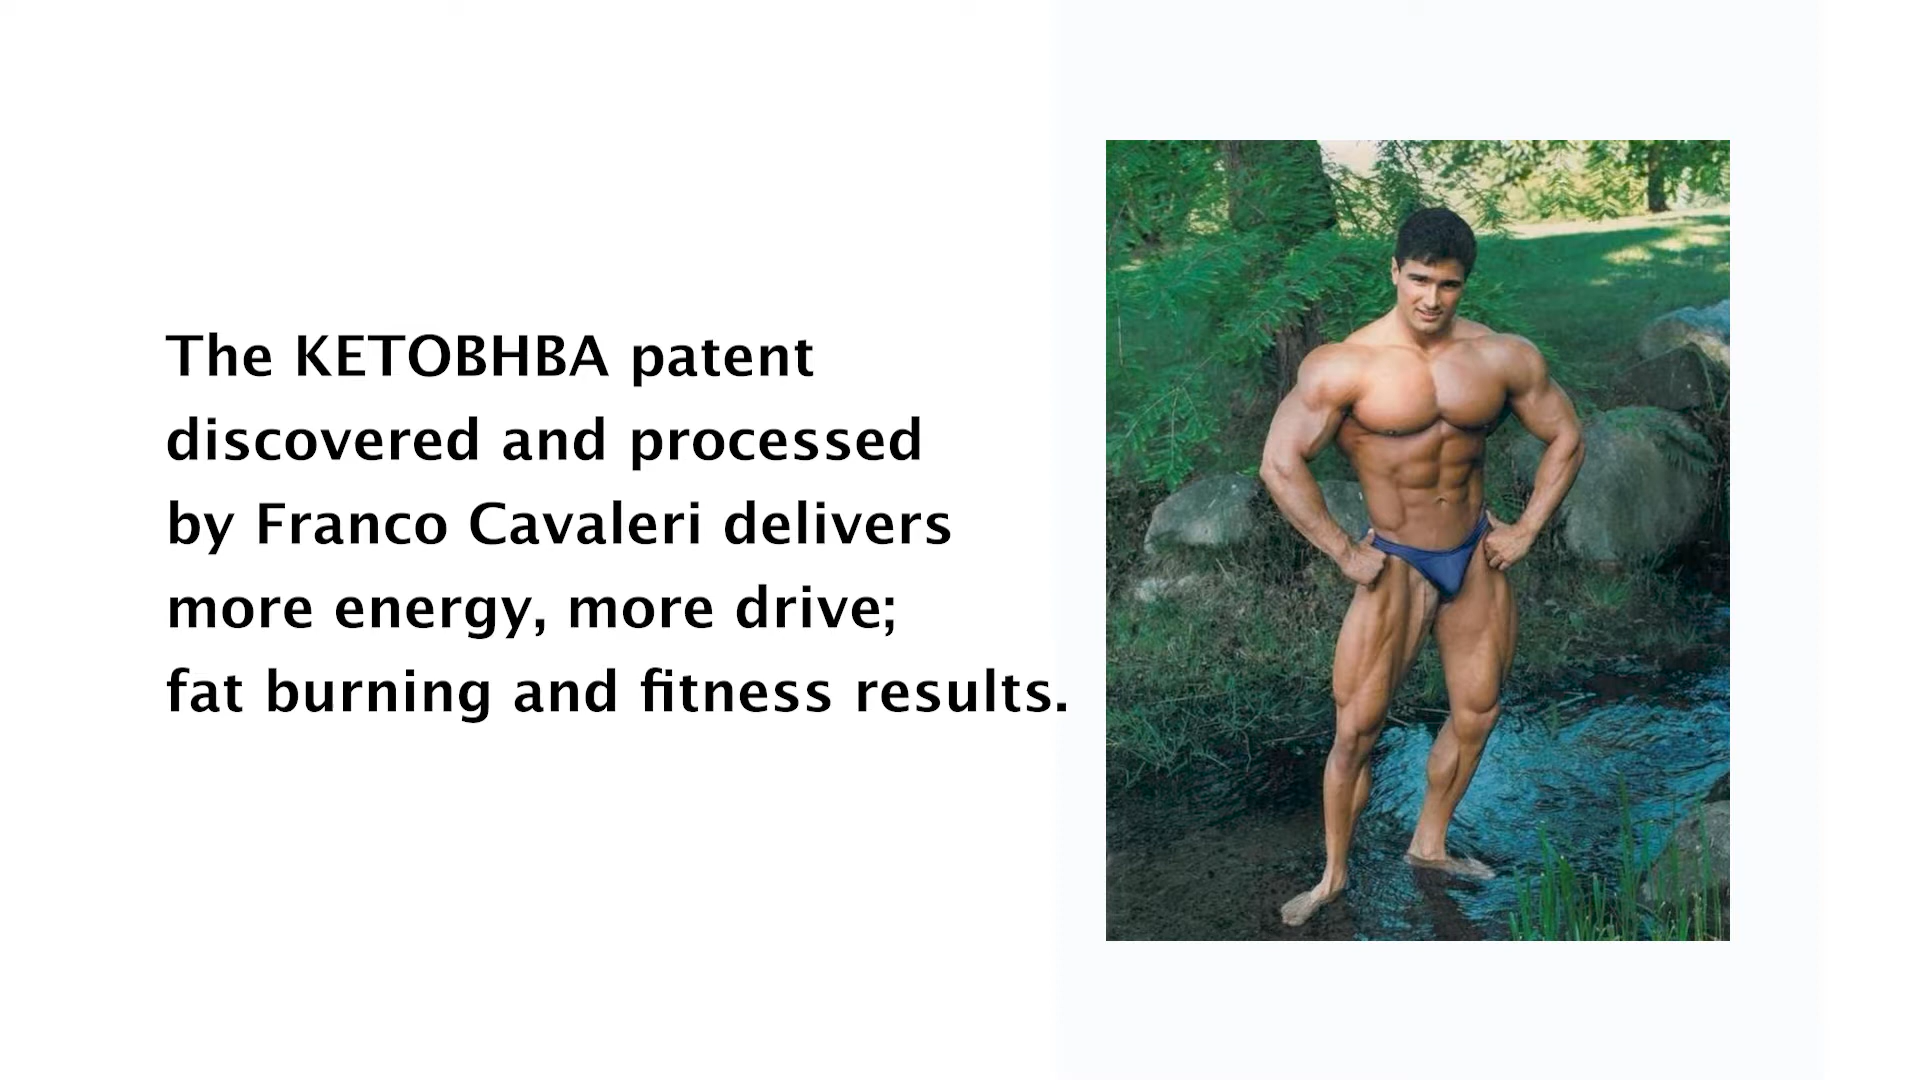 The KETOBHBA patent
discovered and processed
by Franco Cavaleri delivers
more energy, more drive;
fat burning and fitness results.